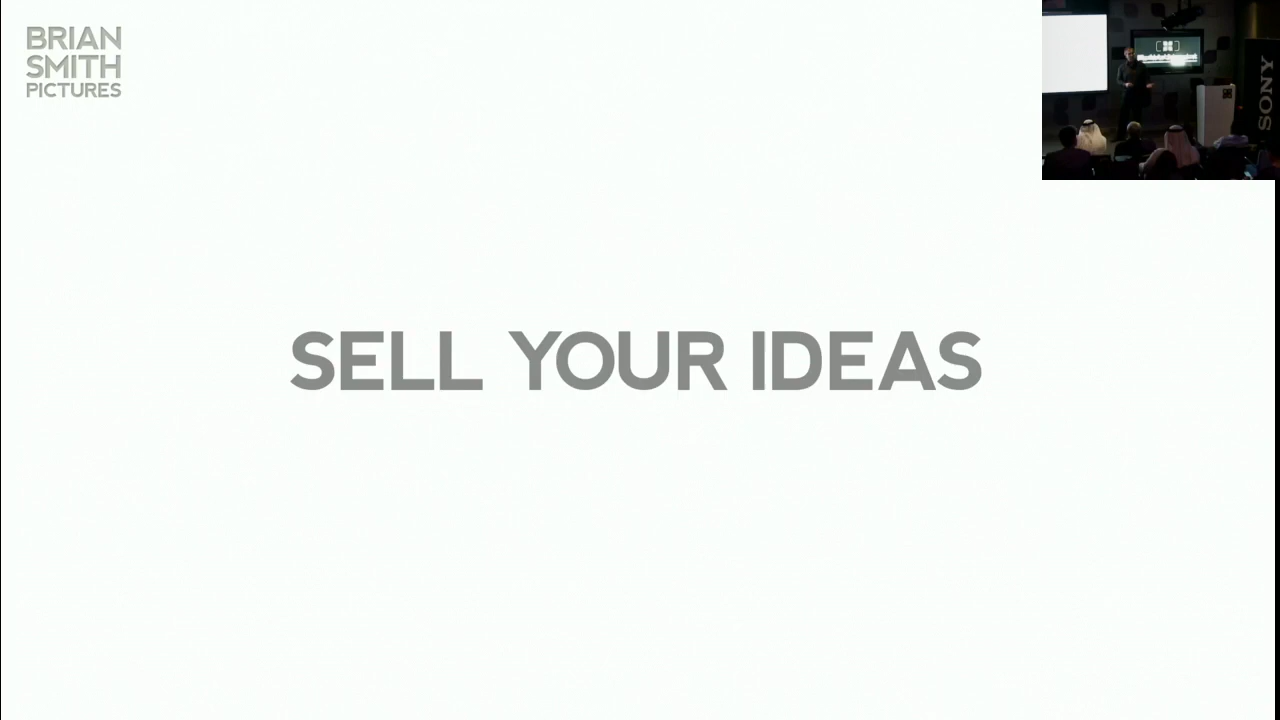 BRIAN
SMITH
PICTURES
SONY
SELL YOUR IDEAS